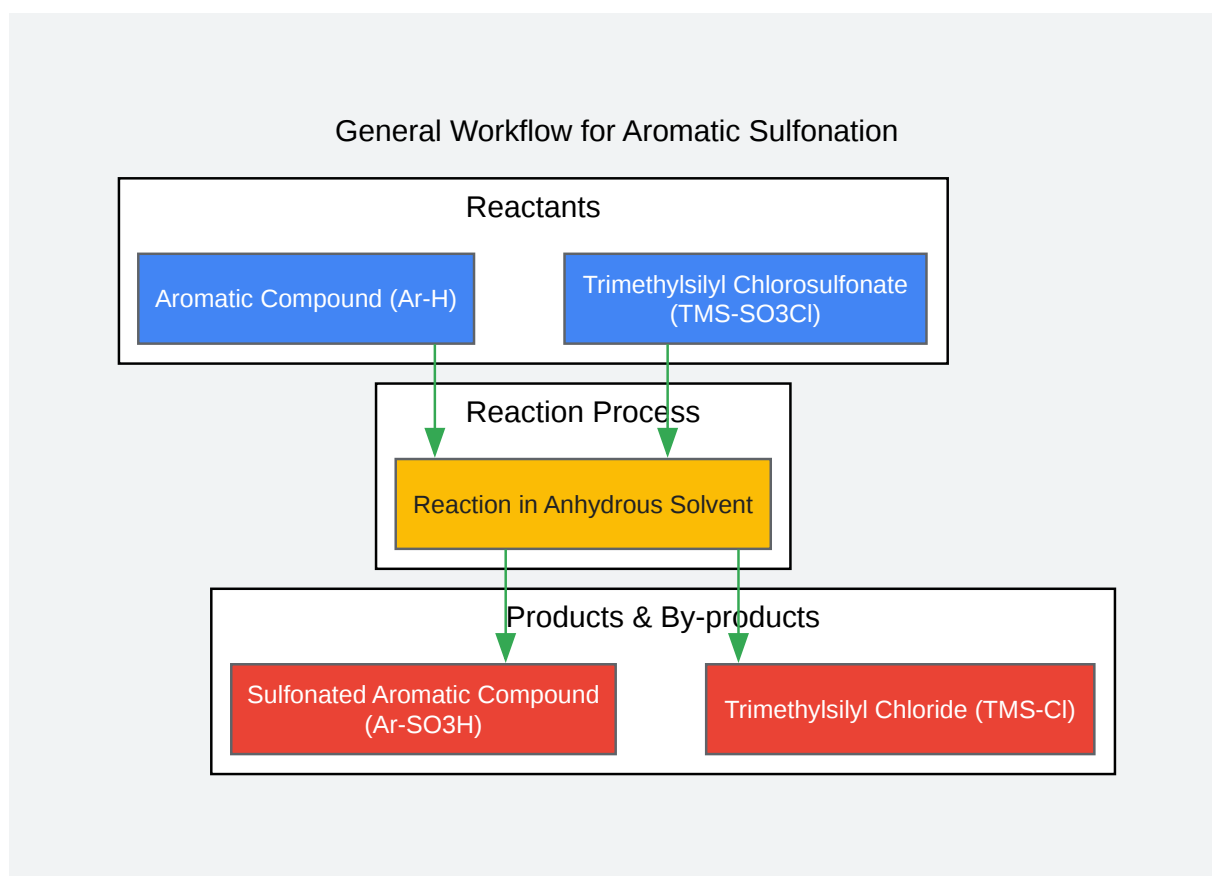 General Workflow for Aromatic Sulfonation
Reactants
Aromatic Compound (Ar-H)
Trimethylsilyl Chlorosulfonate
(TMS-SO3Cl)
Reaction Process
Reaction in Anhydrous Solvent
Products & By-products
Sulfonated Aromatic Compound
(Ar-SO3H)
Trimethylsilyl Chloride (TMS-Cl)